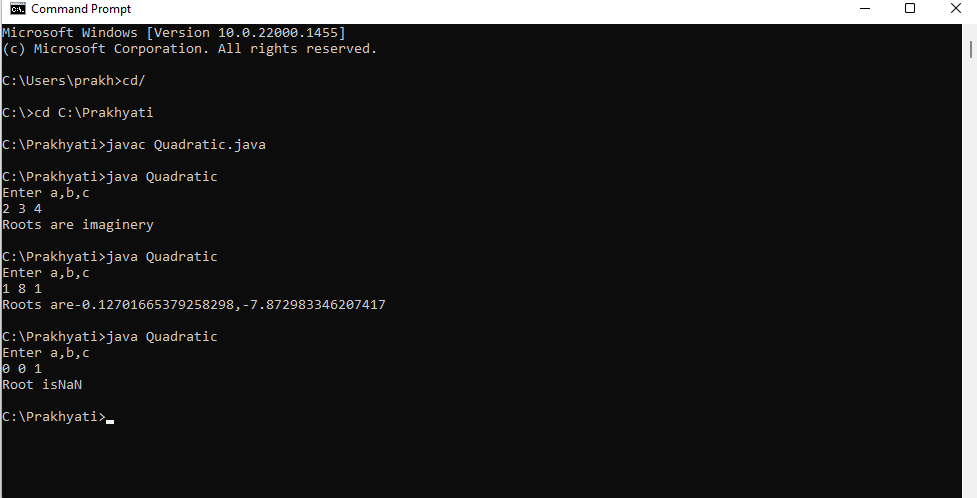 Command Prompt
Microsoft Windows [Version 10.0.22000.1455]
(c) Microsoft Corporation. All rights reserved.
C:\Users\prakh>cd/
C:\>cd C:\Prakhyati
C:\Prakhyati>javac Quadratic.java
C:\Prakhyati>java Quadratic
Enter a,b,c
2 3 4
Roots are imaginery
C:\Prakhyati>java Quadratic
Enter a,b,c
1 8 1
Roots are-0.12701665379258298,-7.872983346207417
C:\Prakhyati>java Quadratic
Enter a,b,c
0 0 1
Root isNaN
C:\Prakhyati>